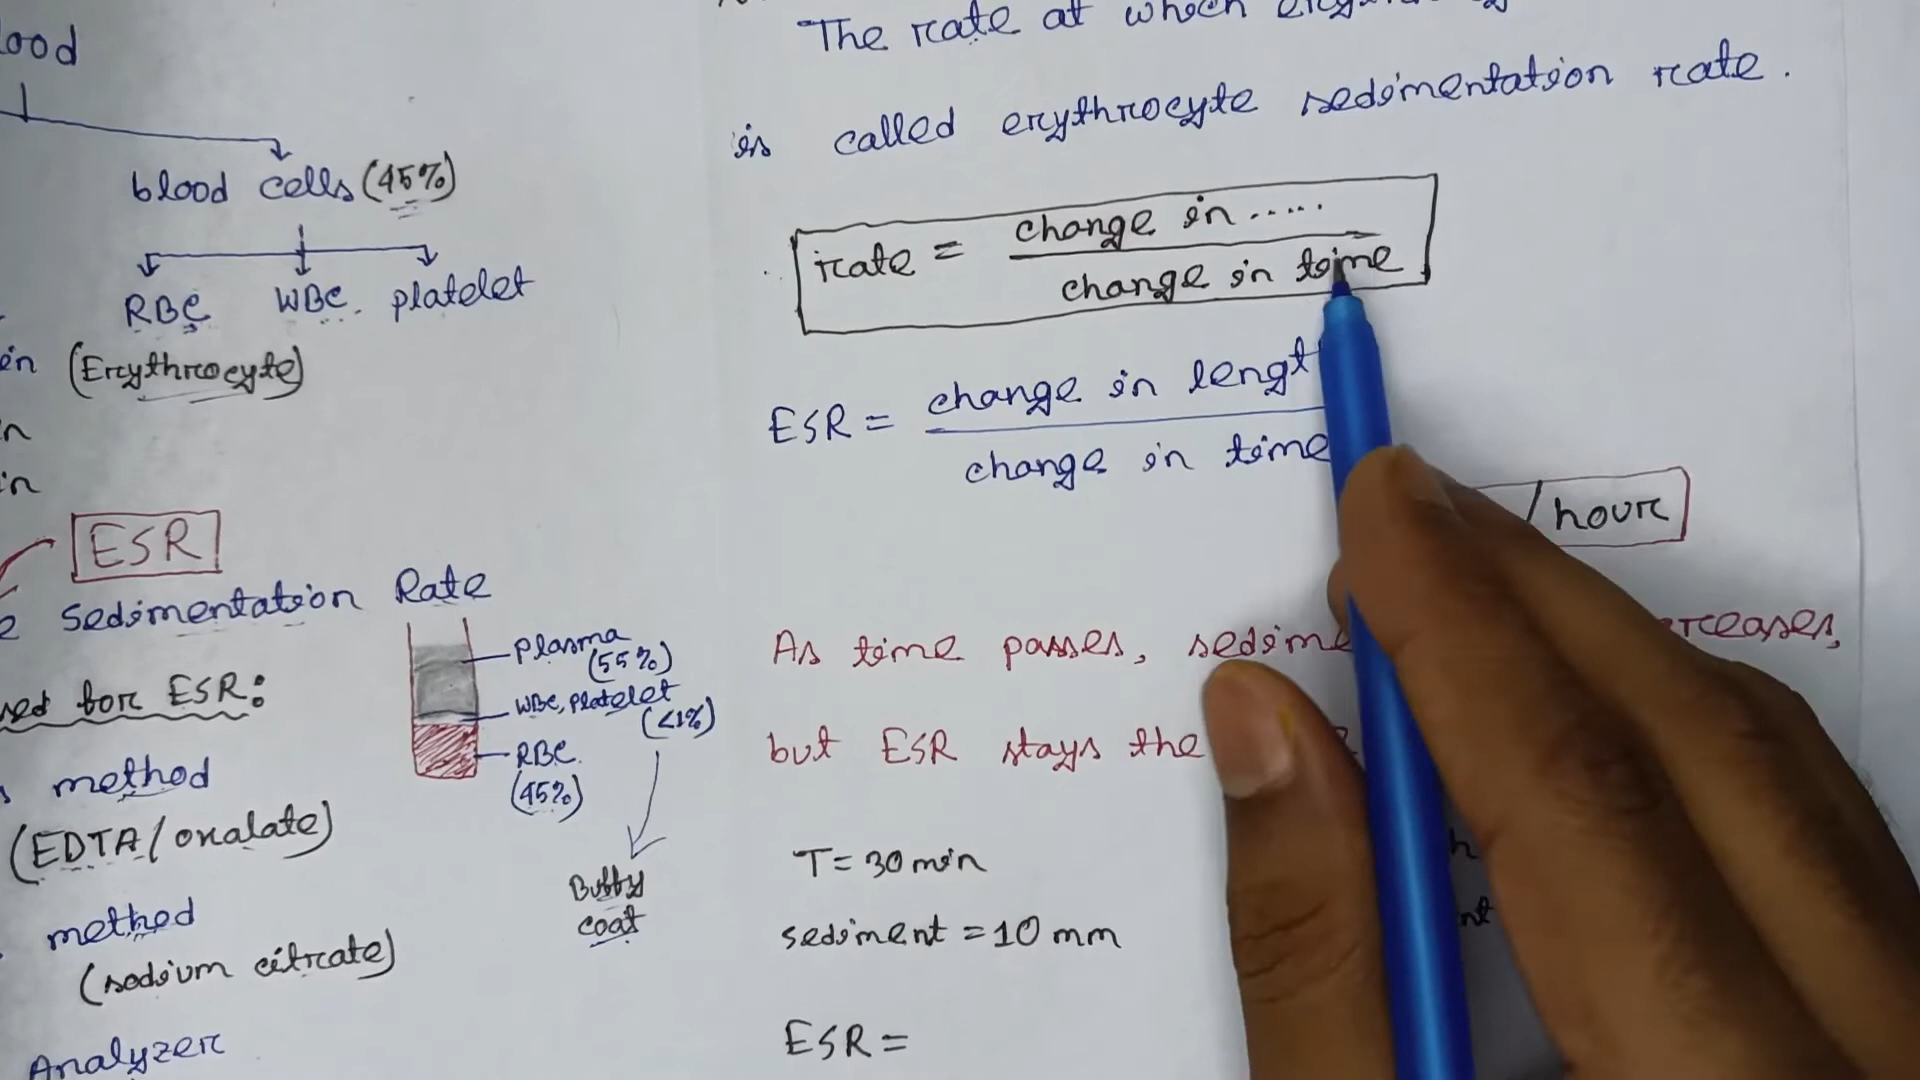 blood cells (45%)
RBC WBC platelet
(Erythrocyte)
ESR
Sedimentation Rate
for ESR:
method
(EDTA/oxalate)
method
(sodium citrate)
Analyzer
plasma
(55%)
WBC, platelet
(<1%)
RBC
(45%)
Buffy
coat
The rate at which
is called erythrocyte sedimentation rate.
rate = change in .....
change in time
ESR = change in
change in time
/hour
As time passes,
but ESR stays the
T = 30 min
sediment = 10 mm
ESR =